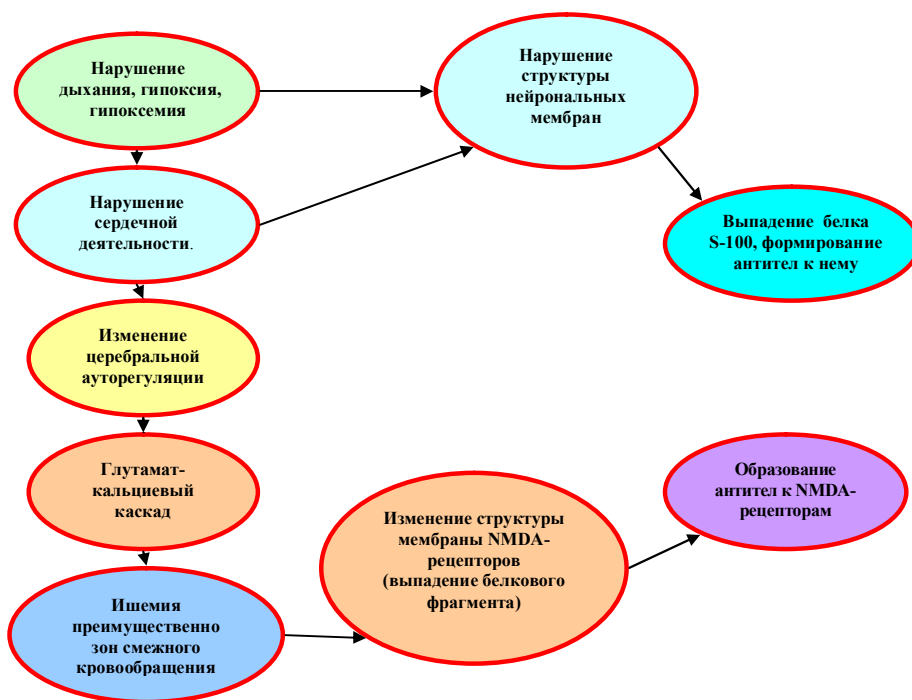 Нарушение
дыхания, гипоксия,
гипоксемия
Нарушение
структуры
нейрональных
мембран
Нарушение
сердечной
деятельности.
Выпадение белка
S-100, формирование
антител к нему
Изменение
церебральной
ауторегуляции
Глутамат-
кальциевый
каскад
Изменение структуры
мембраны NMDA-
рецепторов
(выпадение белкового
фрагмента)
Образование
антител к NMDA-
рецепторам
Ишемия
преимущественно
зон смежного
кровообращения